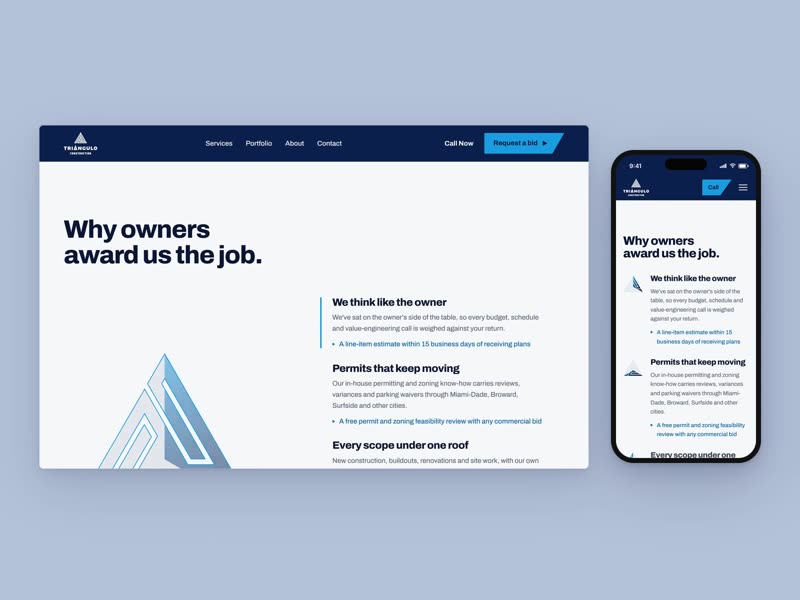 TRIÁNGULO
CONSTRUCTION
Services
Portfolio
About
Contact
Call Now
Request a bid
Why owners
award us the job.
We think like the owner
We've sat on the owner's side of the table, so every budget, schedule
and value-engineering call is weighed against your return.
A line-item estimate within 15 business days of receiving plans
Permits that keep moving
Our in-house permitting and zoning know-how carries reviews,
variances and parking waivers through Miami-Dade, Broward,
Surfside and other cities.
A free permit and zoning feasibility review with any commercial bid
Every scope under one roof
New construction, buildouts, renovations and site work, with our own
9:41
TRIÁNGULO
CONSTRUCTION
Call
Why owners
award us the job.
We think like the owner
We've sat on the owner's side of the
table, so every budget, schedule and
value-engineering call is weighed
against your return.
A line-item estimate within 15
business days of receiving plans
Permits that keep moving
Our in-house permitting and zoning
know-how carries reviews, variances
and parking waivers through Miami-
Dade, Broward, Surfside and other
cities.
A free permit and zoning feasibility
review with any commercial bid
Every scope under one